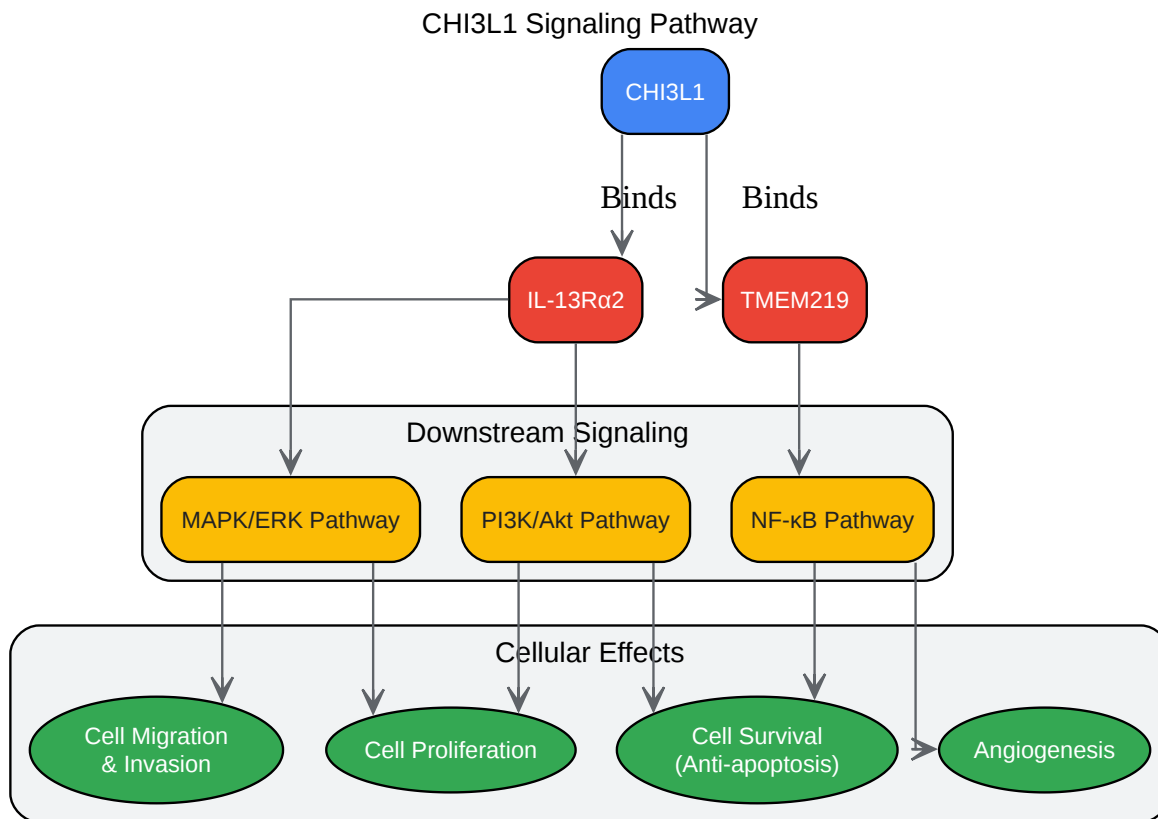 CHI3L1 Signaling Pathway
CHI3L1
Binds
Binds
IL-13Rα2
TMEM219
Downstream Signaling
MAPK/ERK Pathway
PI3K/Akt Pathway
NF-κB Pathway
Cellular Effects
Cell Migration
& Invasion
Cell Proliferation
Cell Survival
(Anti-apoptosis)
Angiogenesis